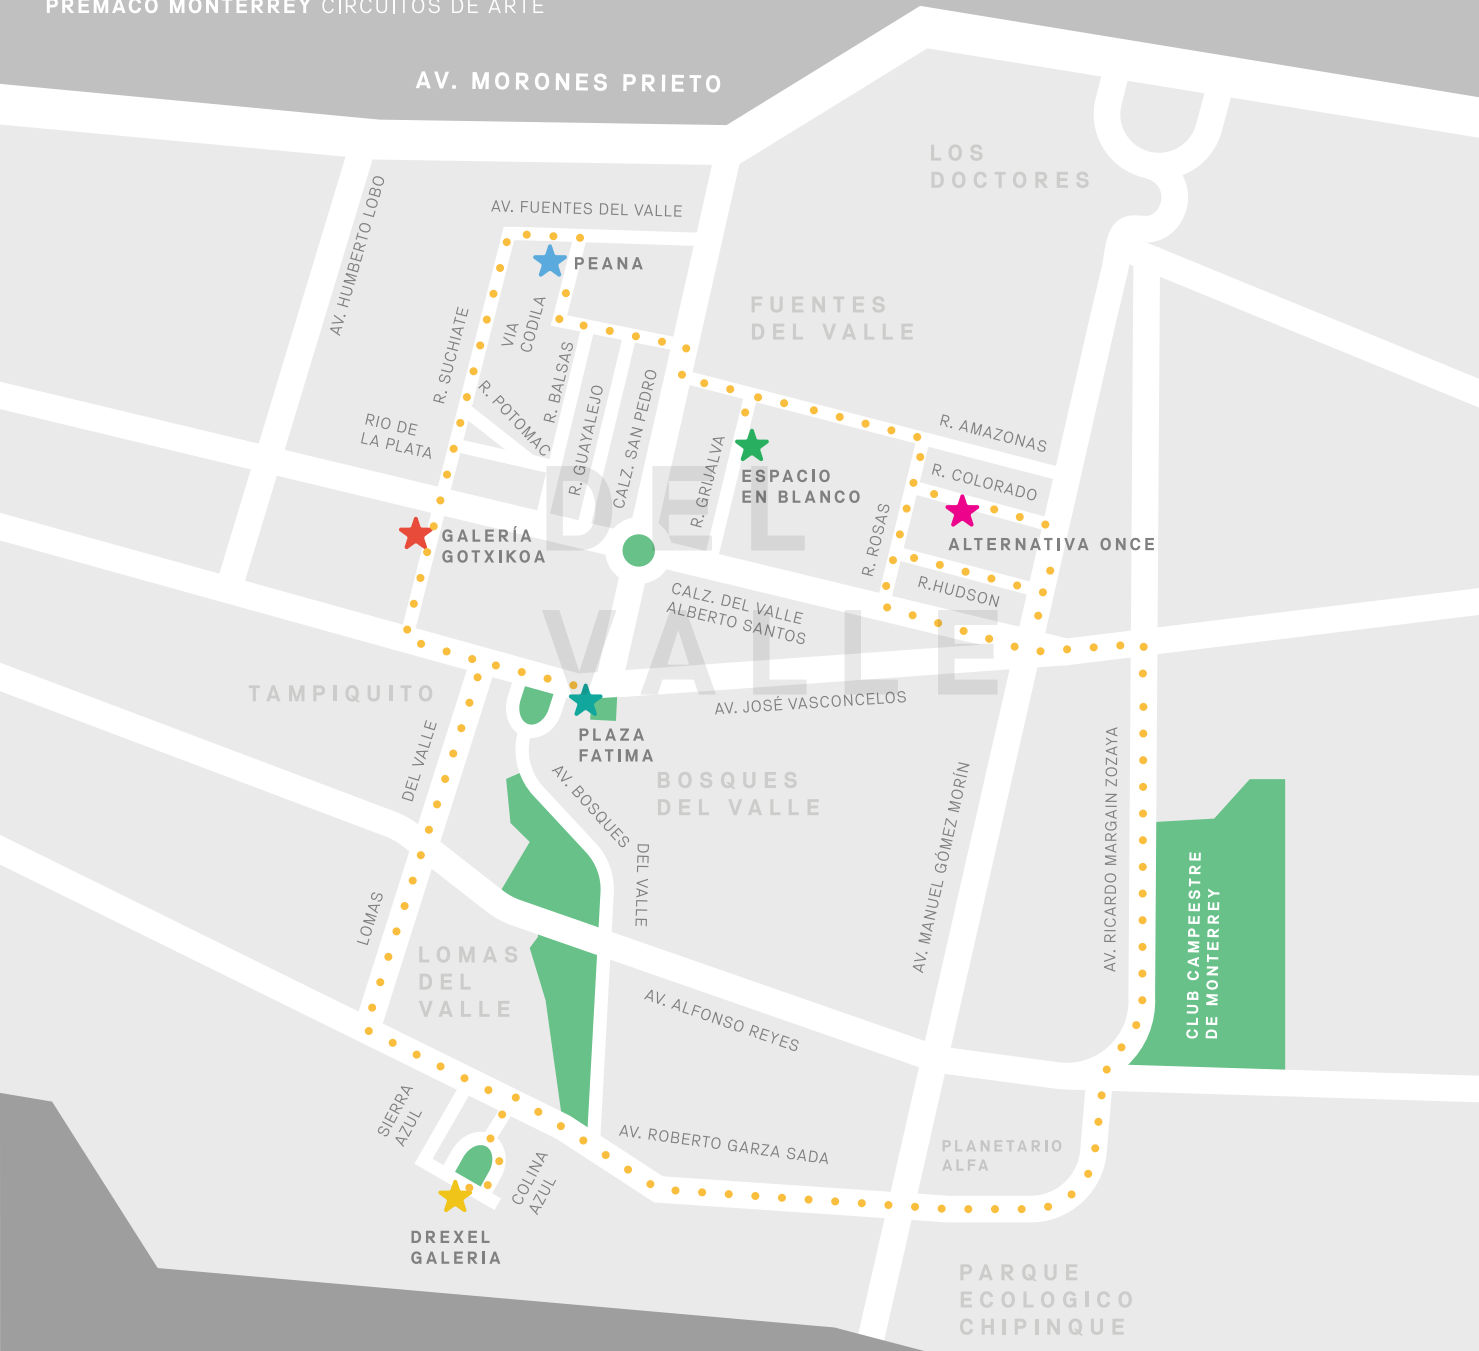 PREMACO MONTERREY CIRCUITOS DE ARTE
AV. MORONES PRIETO
LOS
DOCTORES
AV. HUMBERTO LOBO
AV. FUENTES DEL VALLE
PEANA
FUENTES
DEL VALLE
R. SUCHIATE
VIA
CODILA
R. BALSAS
R. POTOMAC
R. GUAYALEJO
CALZ. SAN PEDRO
RIO DE
LA PLATA
R. GRIJALVA
ESPACIO
EN BLANCO
R. AMAZONAS
R. COLORADO
R. ROSAS
ALTERNATIVA ONCE
R.HUDSON
GALERÍA
GOTXIKOA
DEL
VALLE
CALZ. DEL VALLE
ALBERTO SANTOS
TAMPIQUITO
AV. JOSÉ VASCONCELOS
PLAZA
FATIMA
DEL VALLE
AV. BOSQUES
DEL VALLE
BOSQUES
DEL VALLE
AV. MANUEL GÓMEZ MORÍN
AV. RICARDO MARGAIN ZOZAYA
CLUB CAMPEESTRE
DE MONTERREY
LOMAS
LOMAS
DEL
VALLE
AV. ALFONSO REYES
SIERRA
AZUL
COLINA
AZUL
AV. ROBERTO GARZA SADA
PLANETARIO
ALFA
DREXEL
GALERIA
PARQUE
ECOLOGICO
CHIPINQUE